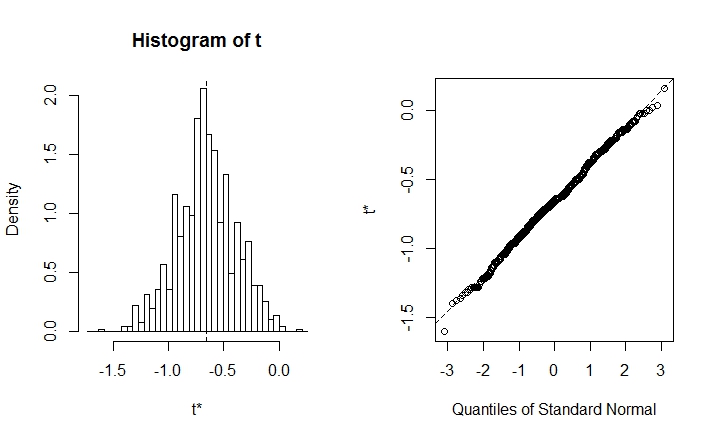 Histogram of t
Density
0.0 0.5 1.0 1.5 2.0
-1.5 -1.0 -0.5 0.0
t*
t*
-1.5 -1.0 -0.5 0.0
-3 -2 -1 0 1 2 3
Quantiles of Standard Normal